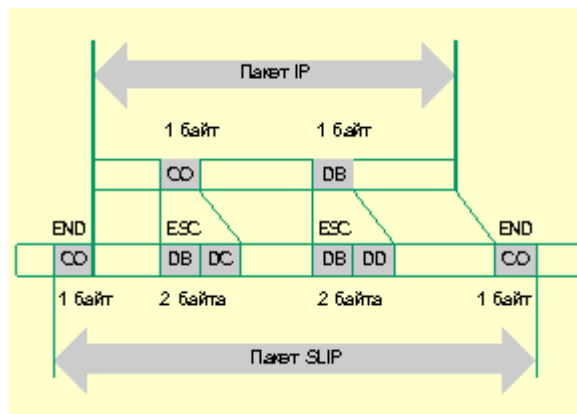 Пакет IP
1 байт 1 байт
CO DB
END ESC ESC END
CO DB DC DB DD CO
1 байт 2 байта 2 байта 1 байт
Пакет SLIP